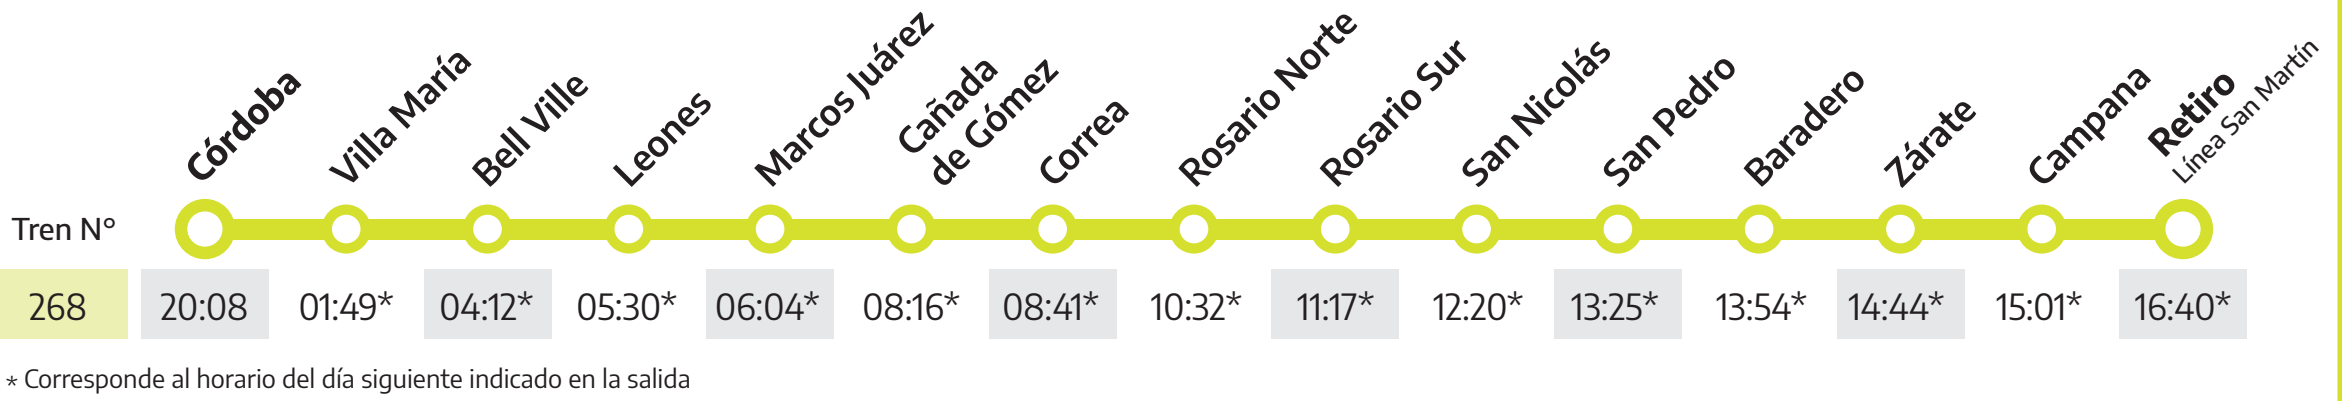 Córdoba
Villa María
Bell Ville
Leones
Marcos Juárez
Cañada
de Gómez
Correa
Rosario Norte
Rosario Sur
San Nicolás
San Pedro
Baradero
Zárate
Campana
Retiro
Línea San Martín
Tren N°
268 20:08 01:49* 04:12* 05:30* 06:04* 08:16* 08:41* 10:32* 11:17* 12:20* 13:25* 13:54* 14:44* 15:01* 16:40*
* Corresponde al horario del día siguiente indicado en la salida